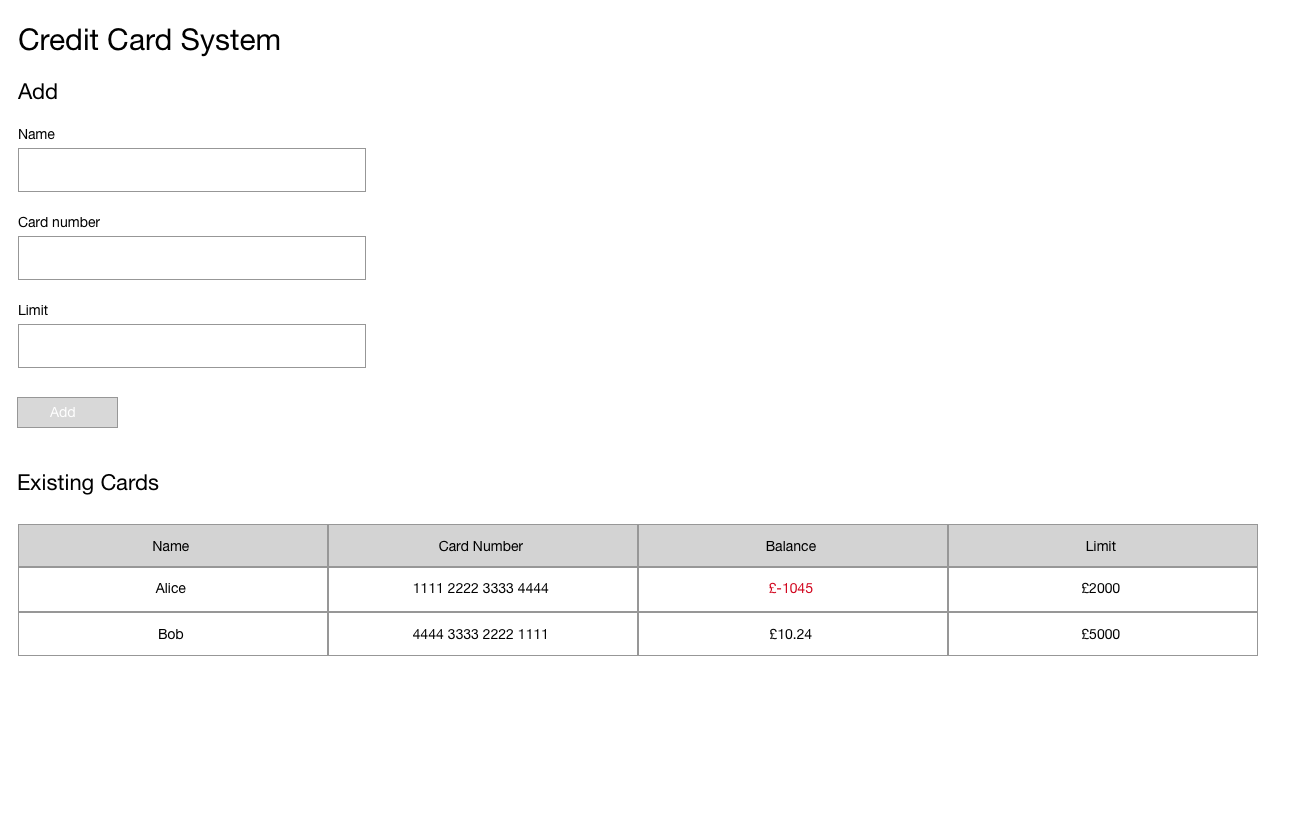 Credit Card System
Add
Name
Card number
Limit
Add
Existing Cards
Name Card Number Balance Limit
Alice 1111 2222 3333 4444 £-1045 £2000
Bob 4444 3333 2222 1111 £10.24 £5000